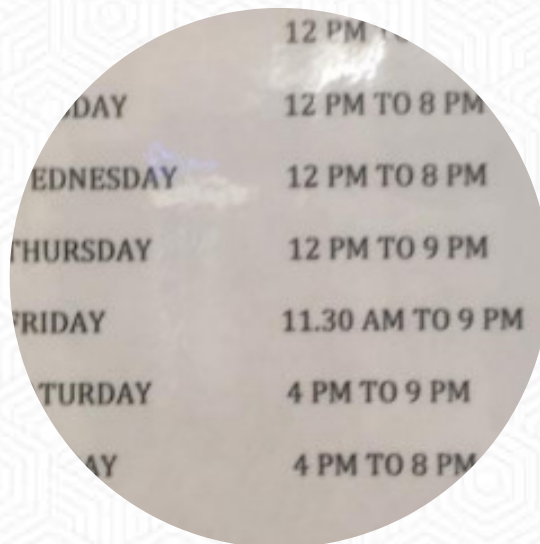 12 PM
DAY 12 PM TO 8 PM
EDNESDAY 12 PM TO 8 PM
THURSDAY 12 PM TO 9 PM
FRIDAY 11.30 AM TO 9 PM
TURDAY 4 PM TO 9 PM
AY 4 PM TO 8 PM